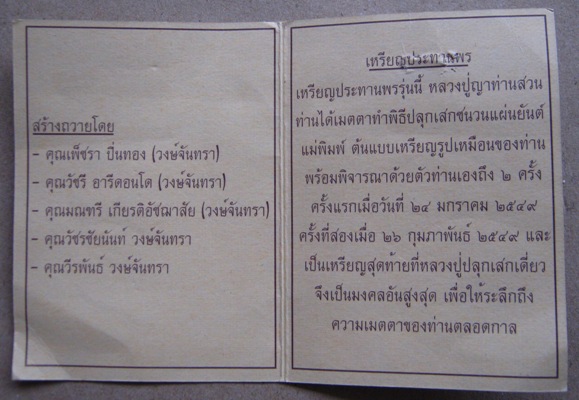 สร้างถวายโดย
- คุณเพ็ชรา ปิ่นทอง (วงษ์จันทรา)
- คุณวัชรี อารีดอนโด (วงษ์จันทรา)
- คุณมณฑรี เกียรติอัชฌาสัย (วงษ์จันทรา)
- คุณวัชรชัยนันท์ วงษ์จันทรา
- คุณวีรพันธ์ วงษ์จันทรา
เหรียญประทานพร
เหรียญประทานพรรุ่นนี้ หลวงปู่ญาท่านสวน
ท่านได้เมตตาทำพิธีปลุกเสกชนวนแผ่นยันต์
แม่พิมพ์ ต้นแบบเหรียญรูปเหมือนของท่าน
พร้อมพิจารณาด้วยตัวท่านเองถึง ๒ ครั้ง
ครั้งแรกเมื่อวันที่ ๒๔ มกราคม ๒๕๔๙
ครั้งที่สองเมื่อ ๒๖ กุมภาพันธ์ ๒๕๔๙ และ
เป็นเหรียญสุดท้ายที่หลวงปู่ปลุกเสกเดี่ยว
จึงเป็นมงคลอันสูงสุด เพื่อให้ระลึกถึง
ความเมตตาของท่านตลอดกาล